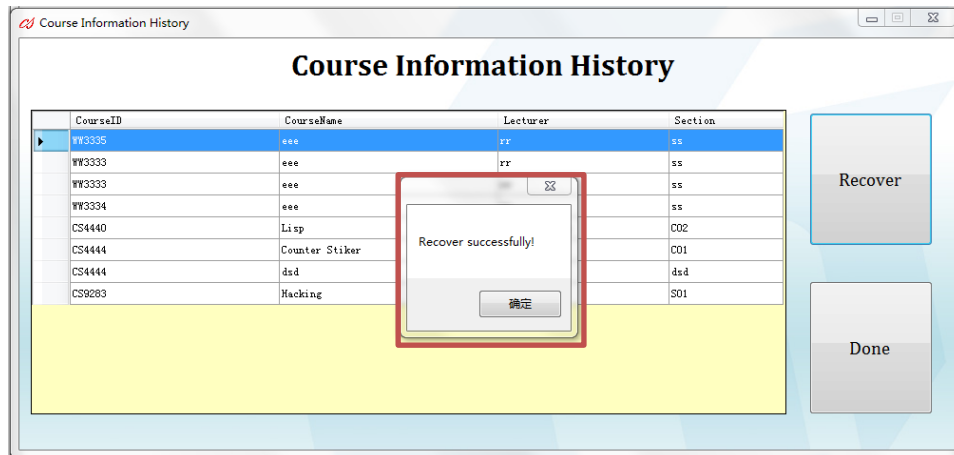 Course Information History
Course Information History
CourseID CourseName Lecturer Section
WW3335 eee rr ss
WW3333 eee rr ss
WW3333 eee ss
WW3334 eee ss
CS4440 Lisp C02
CS4444 Counter Stiker C01
CS4444 dsd dsd
CS9283 Hacking S01
Recover successfully!
确定
Recover
Done